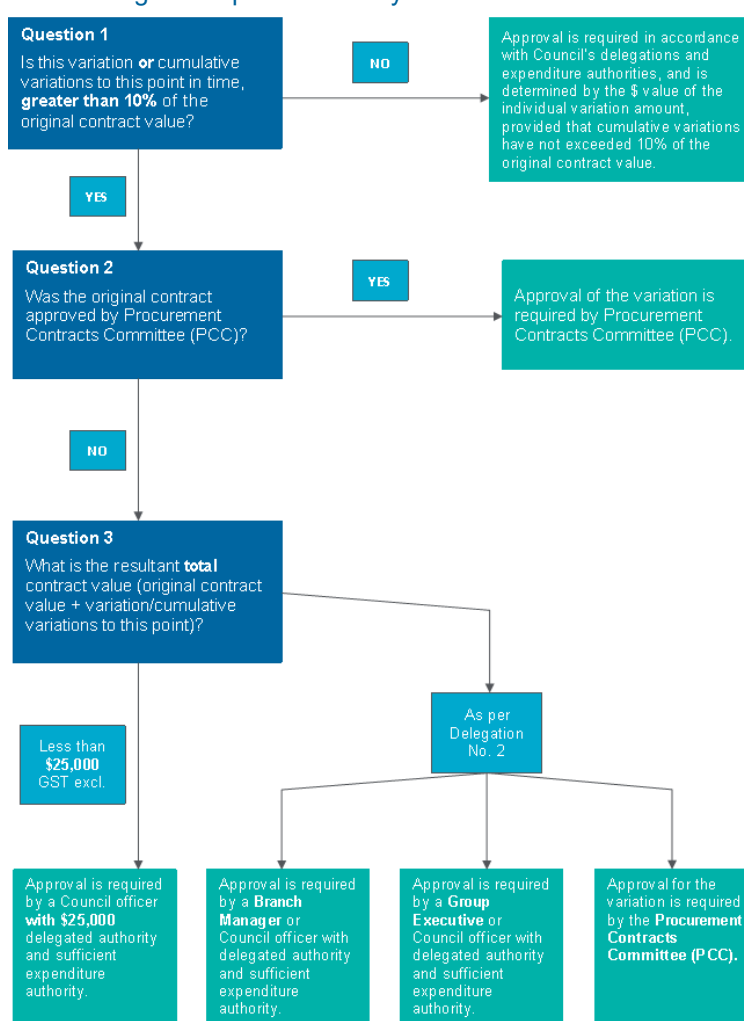 Question 1
Is this variation or cumulative
variations to this point in time,
greater than 10% of the
original contract value?
NO
Approval is required in accordance
with Council's delegations and
expenditure authorities, and is
determined by the $ value of the
individual variation amount,
provided that cumulative variations
have not exceeded 10% of the
original contract value.
YES
Question 2
Was the original contract
approved by Procurement
Contracts Committee (PCC)?
YES
Approval of the variation is
required by Procurement
Contracts Committee (PCC).
NO
Question 3
What is the resultant total
contract value (original contract
value + variation/cumulative
variations to this point)?
Less than
$25,000
GST excl.
As per
Delegation
No. 2
Approval is required
by a Council officer
with $25,000
delegated authority
and sufficient
expenditure
authority.
Approval is required
by a Branch
Manager or
Council officer with
delegated authority
and sufficient
expenditure
authority.
Approval is required
by a Group
Executive or
Council officer with
delegated authority
and sufficient
expenditure
authority.
Approval for the
variation is required
by the Procurement
Contracts
Committee (PCC).